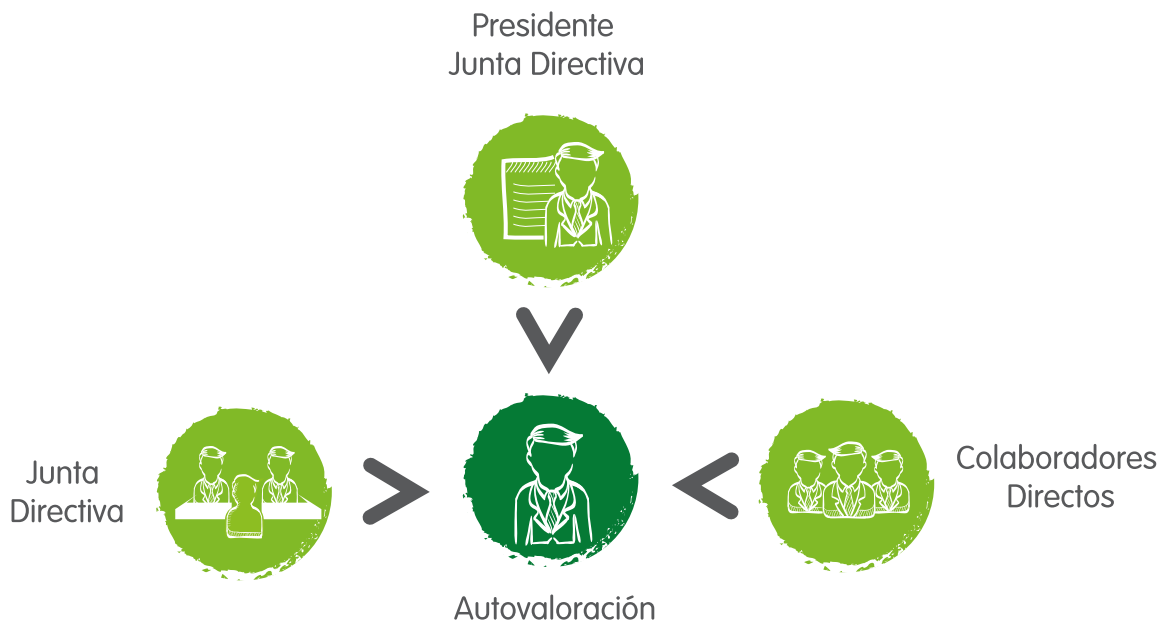 Presidente
Junta Directiva
Junta
Directiva
Colaboradores
Directos
Autovaloración